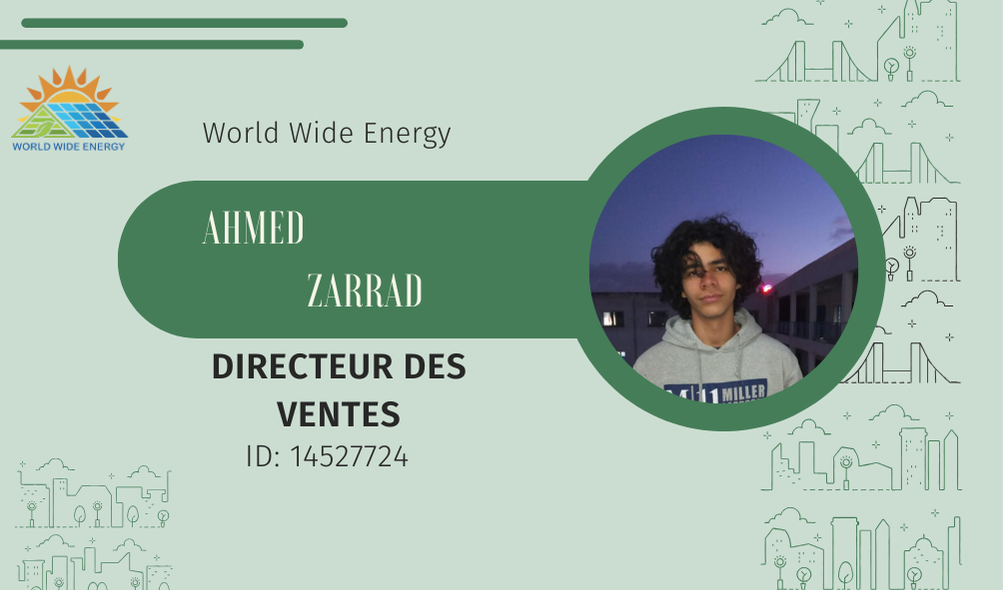 WORLD WIDE ENERGY
World Wide Energy
AHMED
ZARRAD
DIRECTEUR DES
VENTES
ID: 14527724
MILLER